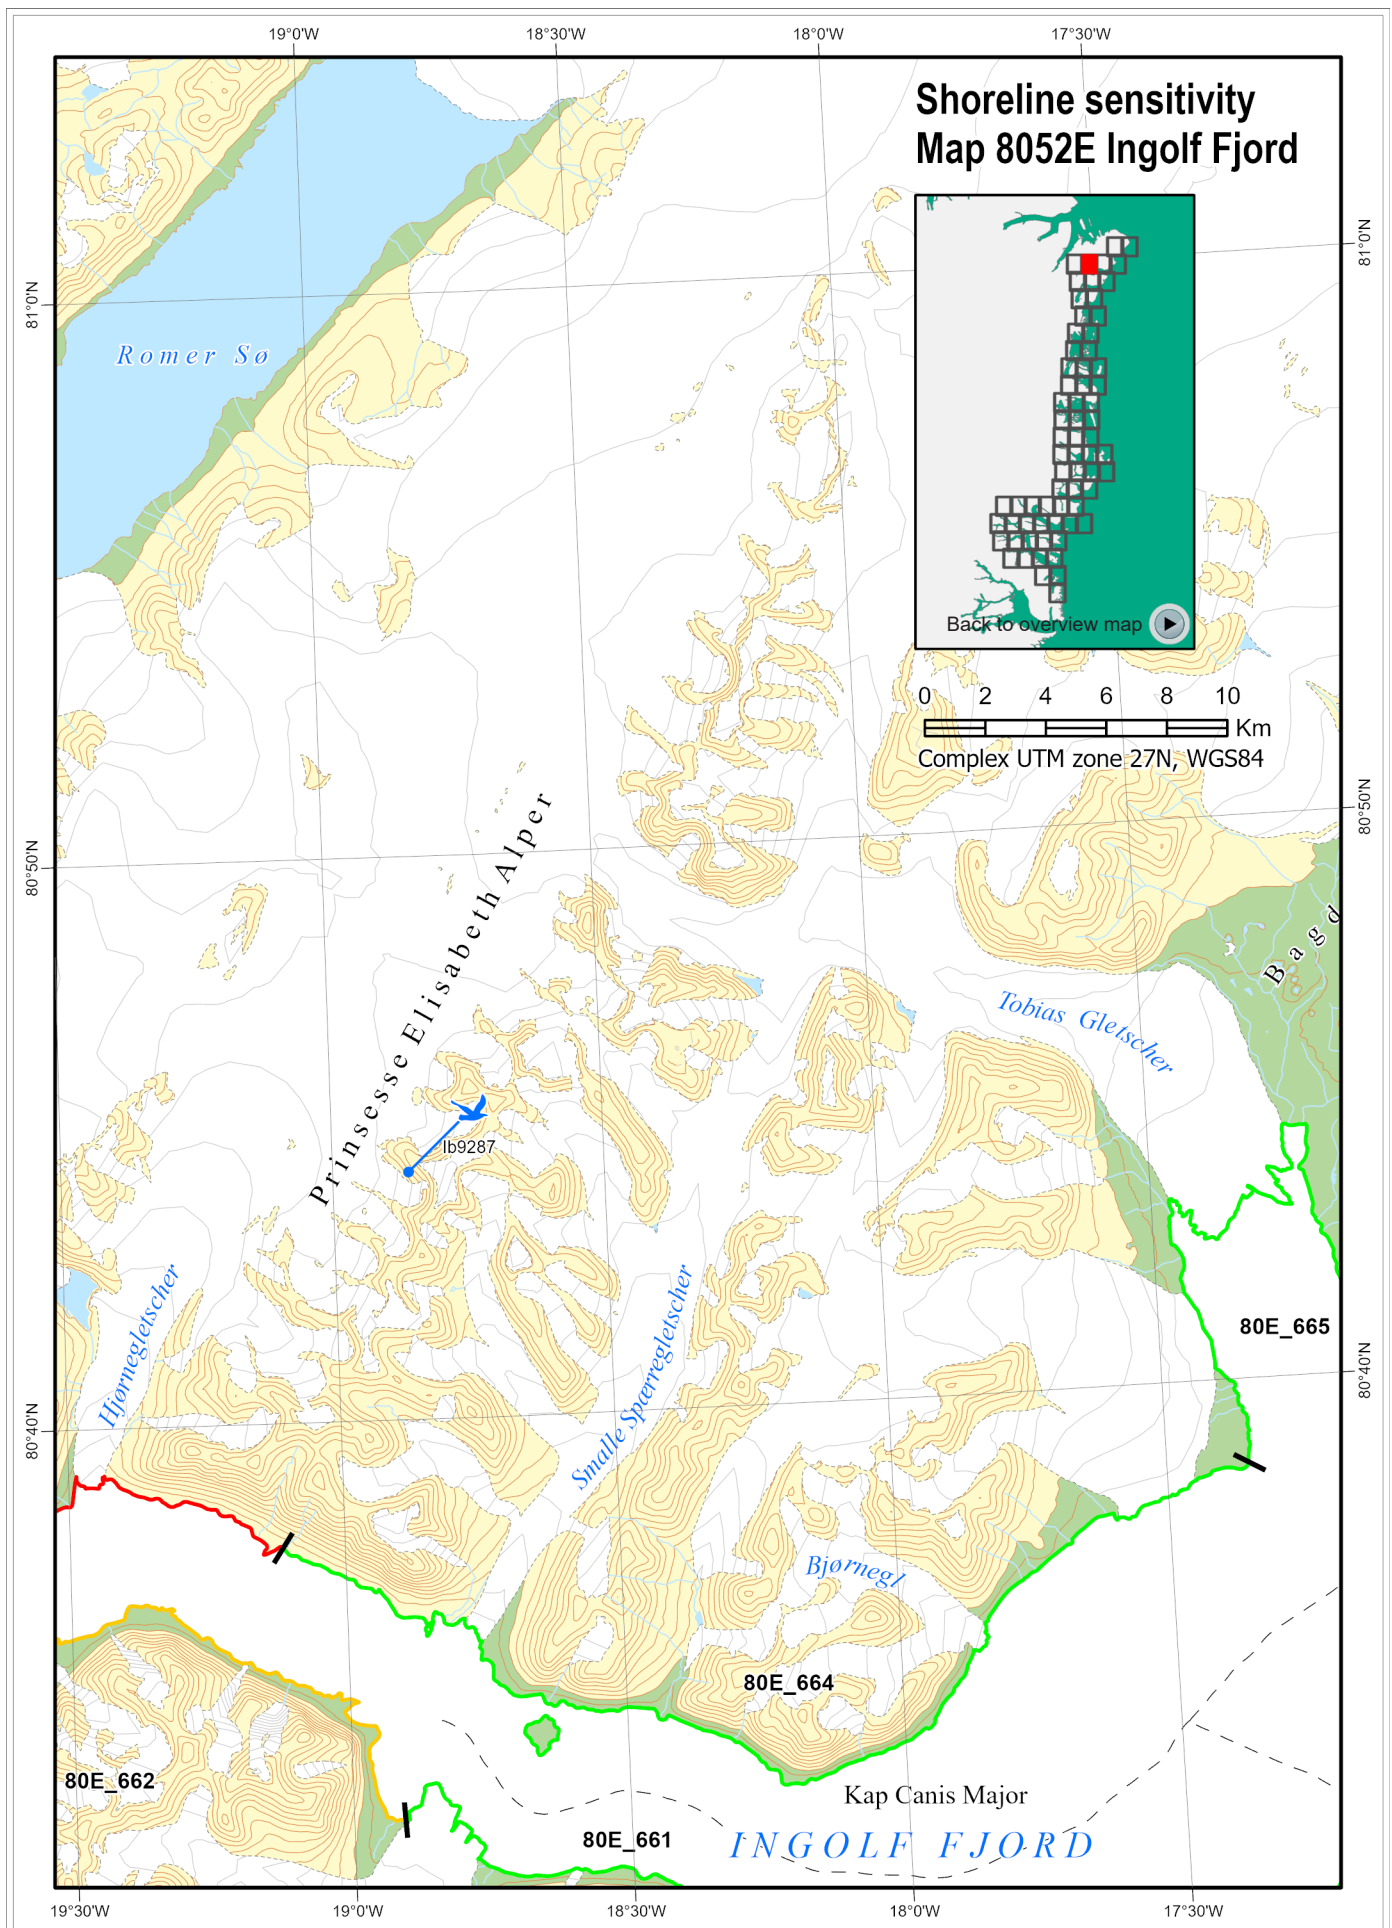 19°0'W
18°30'W
18°0'W
17°30'W
Shoreline sensitivity
Map 8052E Ingolf Fjord
81°0'N
81°0'N
Romer Sø
Back to overview map
0 2 4 6 8 10
Km
Complex UTM zone 27N, WGS84
80°50'N
80°50'N
Prinsesse Elisabeth Alper
Bagd
Tobias Gletscher
lb9287
Hjørnegletscher
Smalle Spærregletscher
80E_665
80°40'N
80°40'N
Bjørnegl
80E_664
80E_662
Kap Canis Major
80E_661
INGOLF FJORD
19°30'W
19°0'W
18°30'W
18°0'W
17°30'W